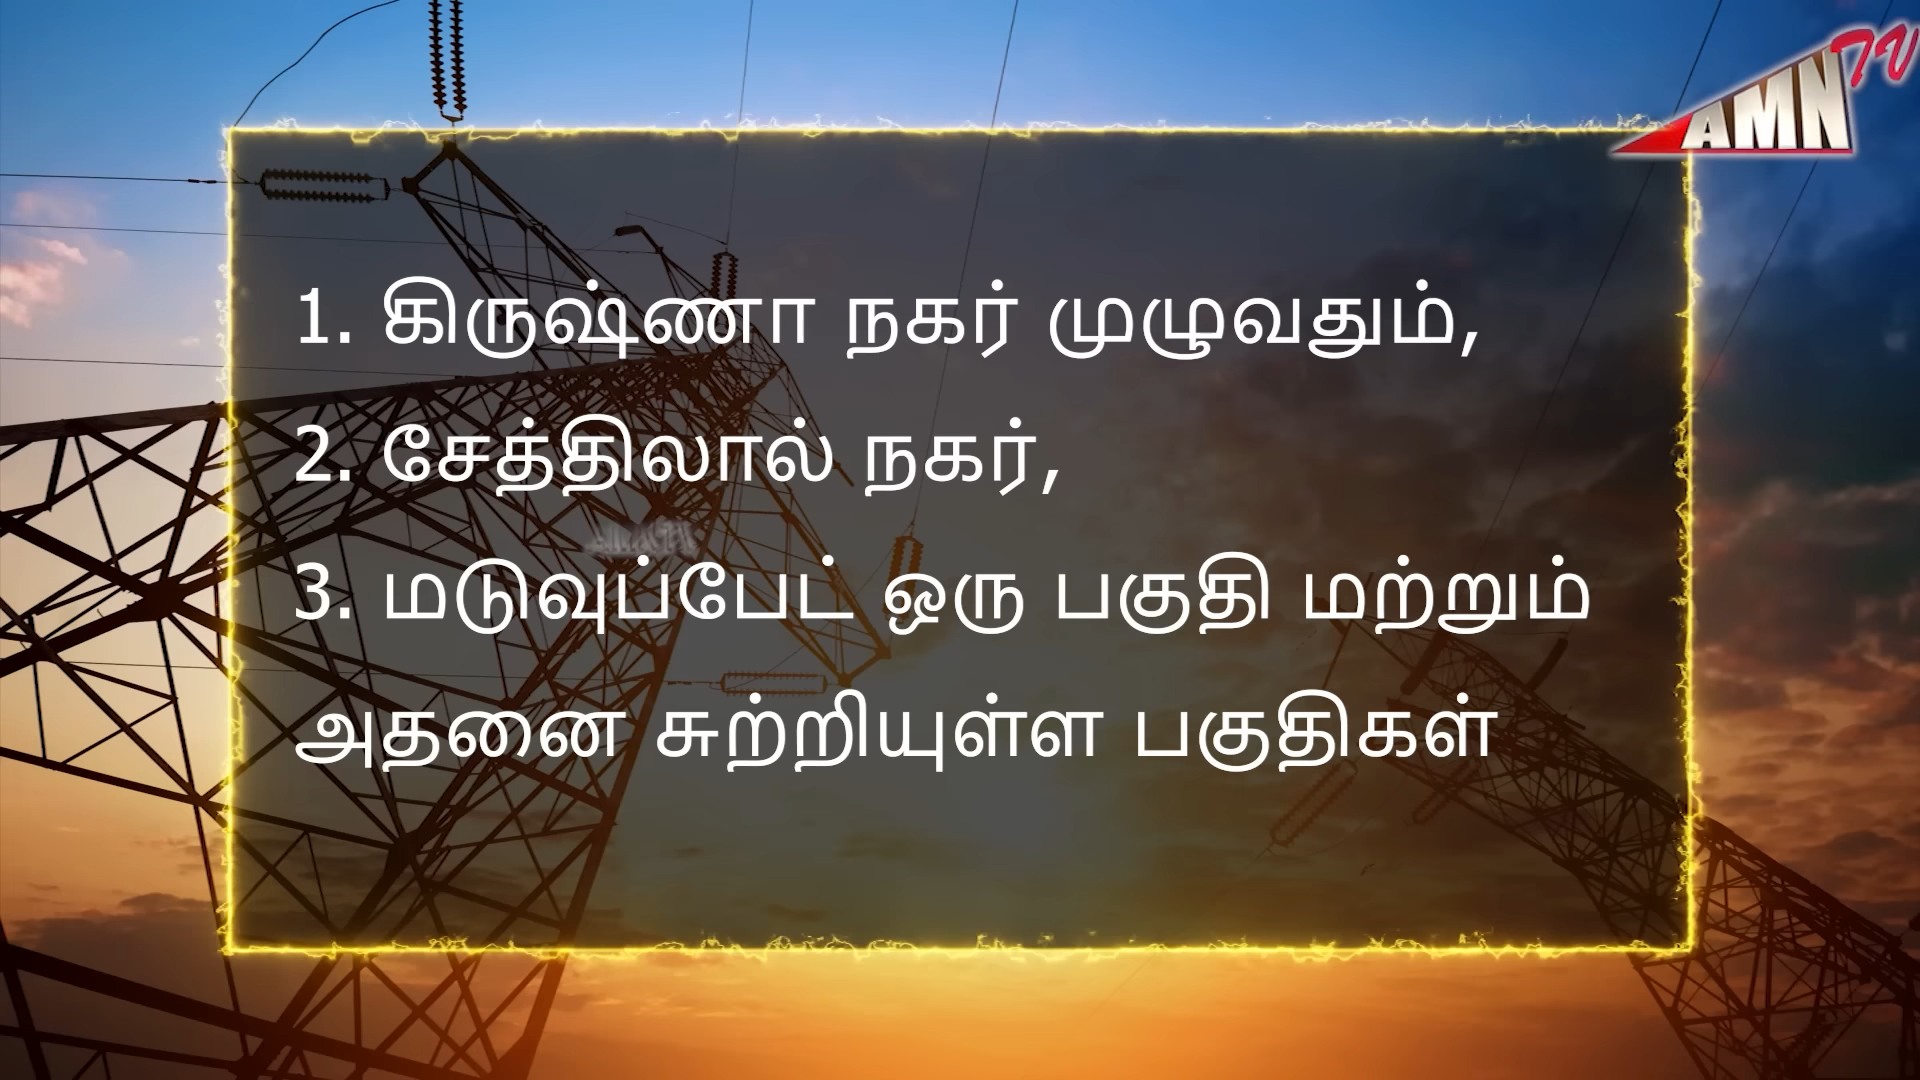 AMN TV
1. கிருஷ்ணா நகர் முழுவதும்,
2. சேத்திலால் நகர்,
3. மடுவுப்பேட் ஒரு பகுதி மற்றும்
அதனை சுற்றியுள்ள பகுதிகள்